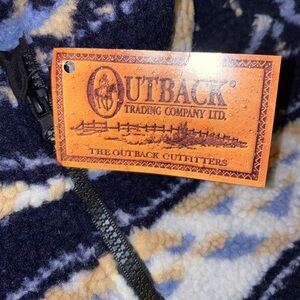 OUTBACK®
TRADING COMPANY LTD.
THE OUTBACK OUTFITTERS